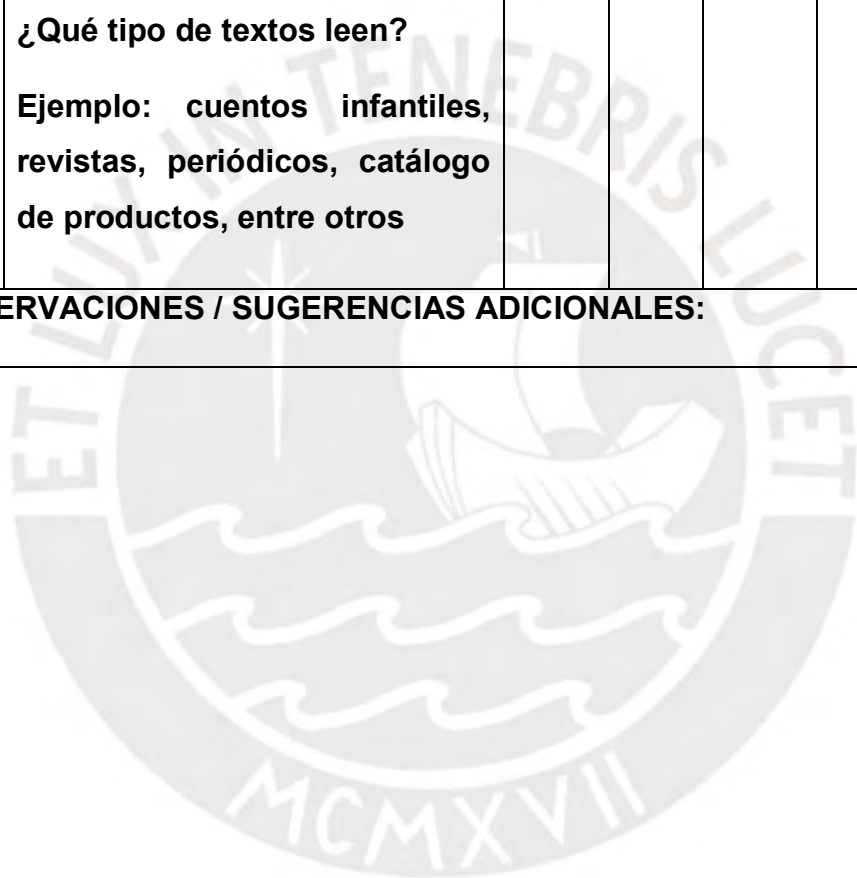 ¿Qué tipo de textos leen?
Ejemplo: cuentos infantiles,
revistas, periódicos, catálogo
de productos, entre otros
ERVACIONES / SUGERENCIAS ADICIONALES:
ET LUX IN TENEBRIS LUCET
MCMXVII